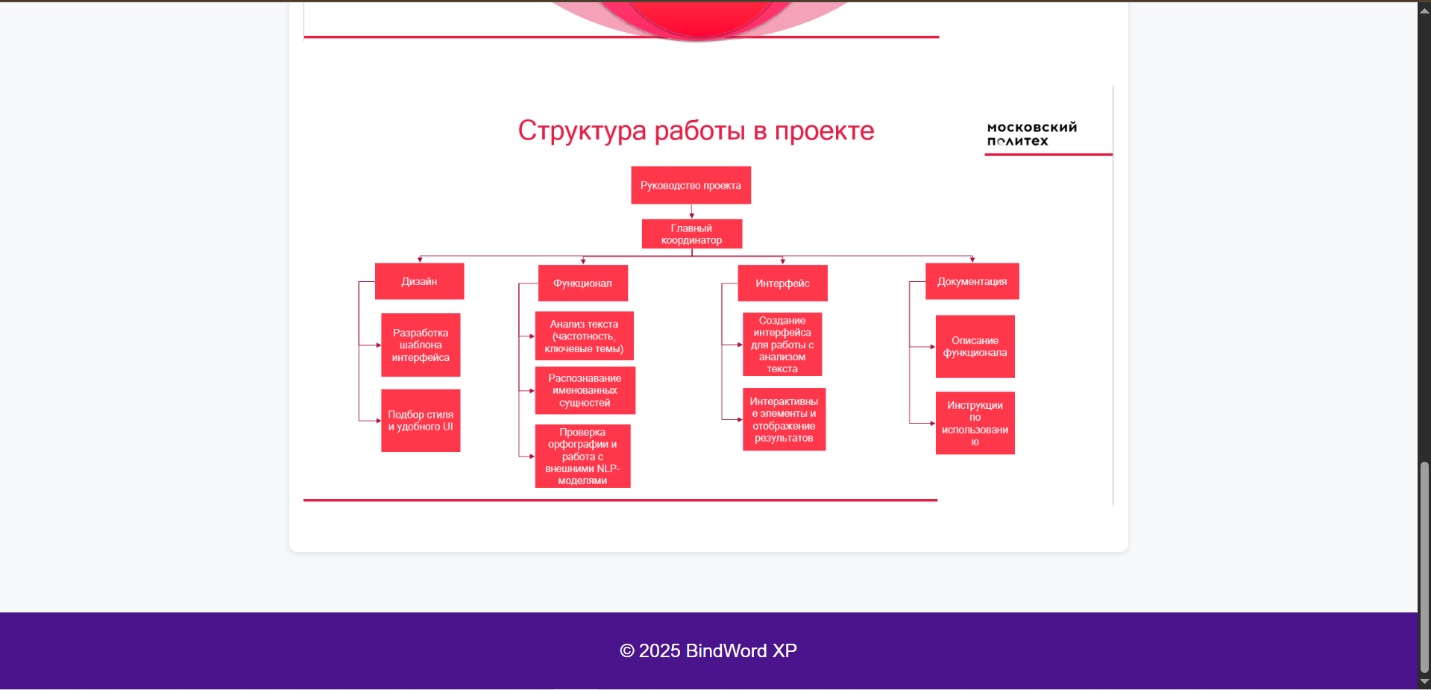 Структура работы в проекте
московский
политех
Руководство проекта
Главный
координатор
Дизайн
Функционал
Интерфейс
Документация
Разработка
шаблона
интерфейса
Подбор стиля
и удобного UI
Анализ текста
(частотность,
ключевые темы)
Распознавание
именованных
сущностей
Проверка
орфографии и
работа с
внешними NLP-
моделями
Создание
интерфейса
для работы с
анализом
текста
Интерактивны
е элементы и
отображение
результатов
Описание
функционала
Инструкции
по
использовани
ю
© 2025 BindWord XP